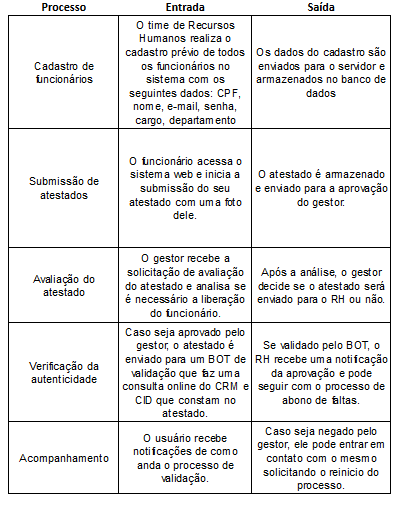 Processo
Entrada
Saída
Cadastro de
funcionários
O time de Recursos
Humanos realiza o
cadastro prévio de todos
os funcionários no
sistema com os
seguintes dados: CPF,
nome, e-mail, senha,
cargo, departamento
Os dados do cadastro são
enviados para o servidor e
armazenados no banco de
dados
Submissão de
atestados
O funcionário acessa o
sistema web e inicia a
submissão do seu
atestado com uma foto
dele.
O atestado é armazenado
e enviado para a aprovação
do gestor.
Avaliação do
atestado
O gestor recebe a
solicitação de avaliação
do atestado e analisa se
é necessário a liberação
do funcionário.
Após a análise, o gestor
decide se o atestado será
enviado para o RH ou não.
Verificação da
autenticidade
Caso seja aprovado pelo
gestor, o atestado é
enviado para um BOT de
validação que faz uma
consulta online do CRM e
CID que constam no
atestado.
Se validado pelo BOT, o
RH recebe uma notificação
da aprovação e pode
seguir com o processo de
abono de faltas.
Acompanhamento
O usuário recebe
notificações de como
anda o processo de
validação.
Caso seja negado pelo
gestor, ele pode entrar em
contato com o mesmo
solicitando o reinicio do
processo.